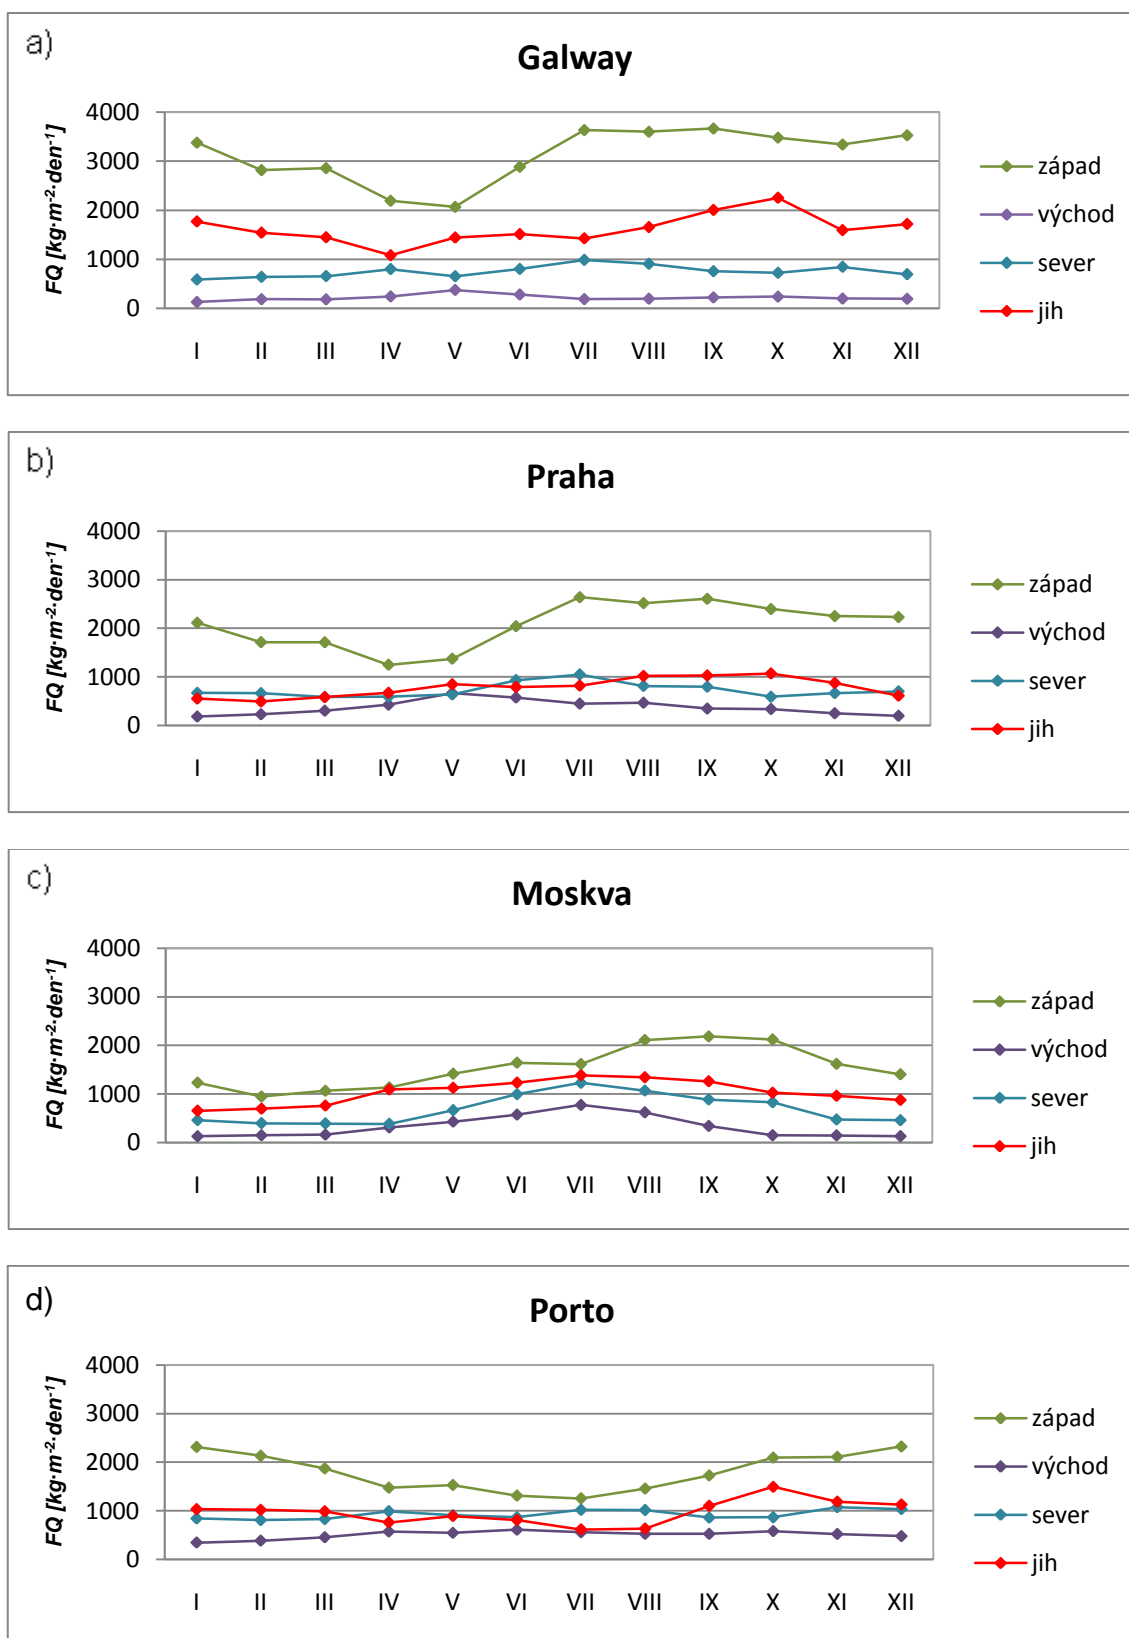 a)
Galway
FQ [kg·m-2·den-1]
4000
3000
2000
1000
0
I II III IV V VI VII VIII IX X XI XII
západ
východ
sever
jih
b)
Praha
FQ [kg·m-2·den-1]
4000
3000
2000
1000
0
I II III IV V VI VII VIII IX X XI XII
západ
východ
sever
jih
c)
Moskva
FQ [kg·m-2·den-1]
4000
3000
2000
1000
0
I II III IV V VI VII VIII IX X XI XII
západ
východ
sever
jih
d)
Porto
FQ [kg·m-2·den-1]
4000
3000
2000
1000
0
I II III IV V VI VII VIII IX X XI XII
západ
východ
sever
jih